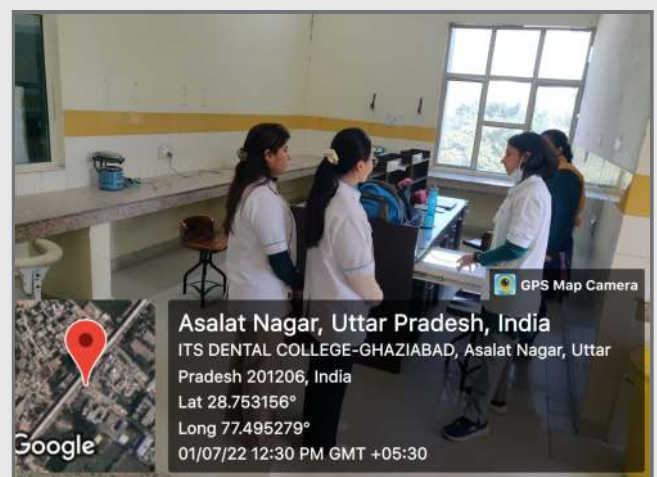 GPS Map Camera
Asalat Nagar, Uttar Pradesh, India
ITS DENTAL COLLEGE-GHAZIABAD, Asalat Nagar, Uttar
Pradesh 201206, India
Lat 28.753156°
Long 77.495279°
01/07/22 12:30 PM GMT +05:30
Google